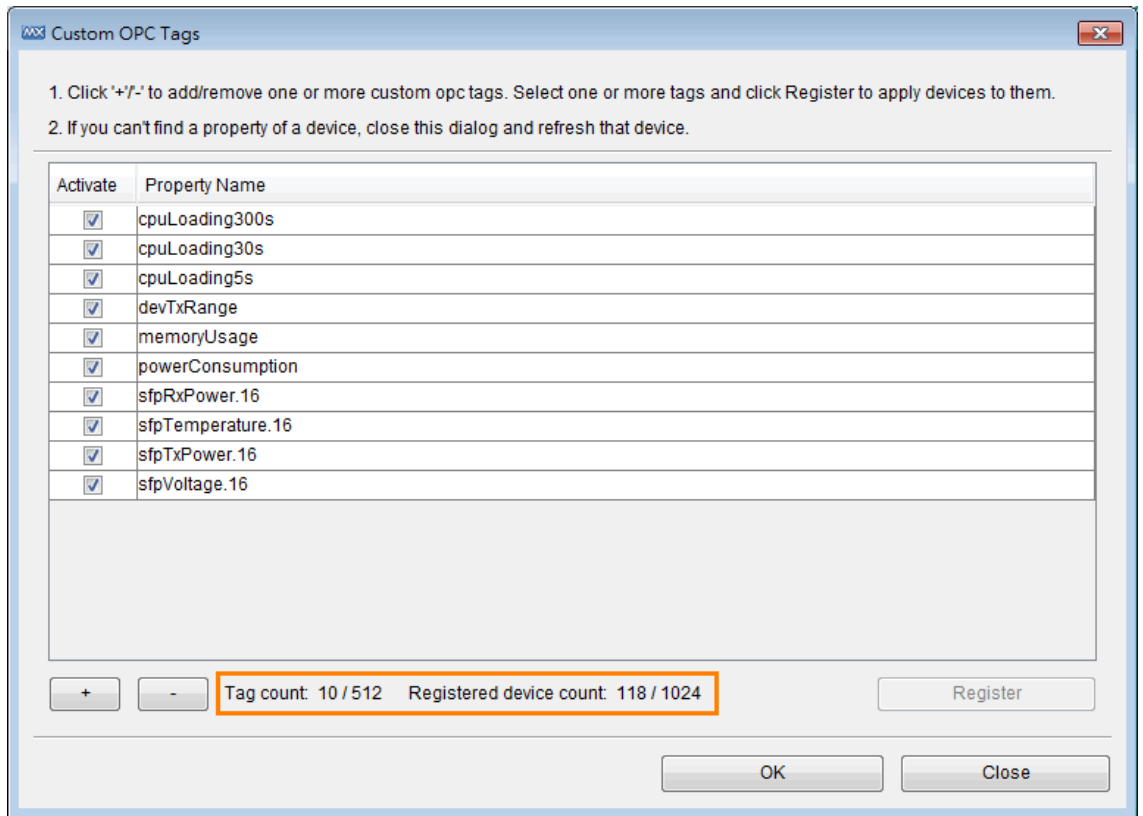 MX Custom OPC Tags
1. Click '+'/'-' to add/remove one or more custom opc tags. Select one or more tags and click Register to apply devices to them.
2. If you can't find a property of a device, close this dialog and refresh that device.
Activate Property Name
cpuLoading300s
cpuLoading30s
cpuLoading5s
devTxRange
memoryUsage
powerConsumption
sfpRxPower.16
sfpTemperature.16
sfpTxPower.16
sfpVoltage.16
+ - Tag count: 10 / 512 Registered device count: 118 / 1024 Register
OK Close